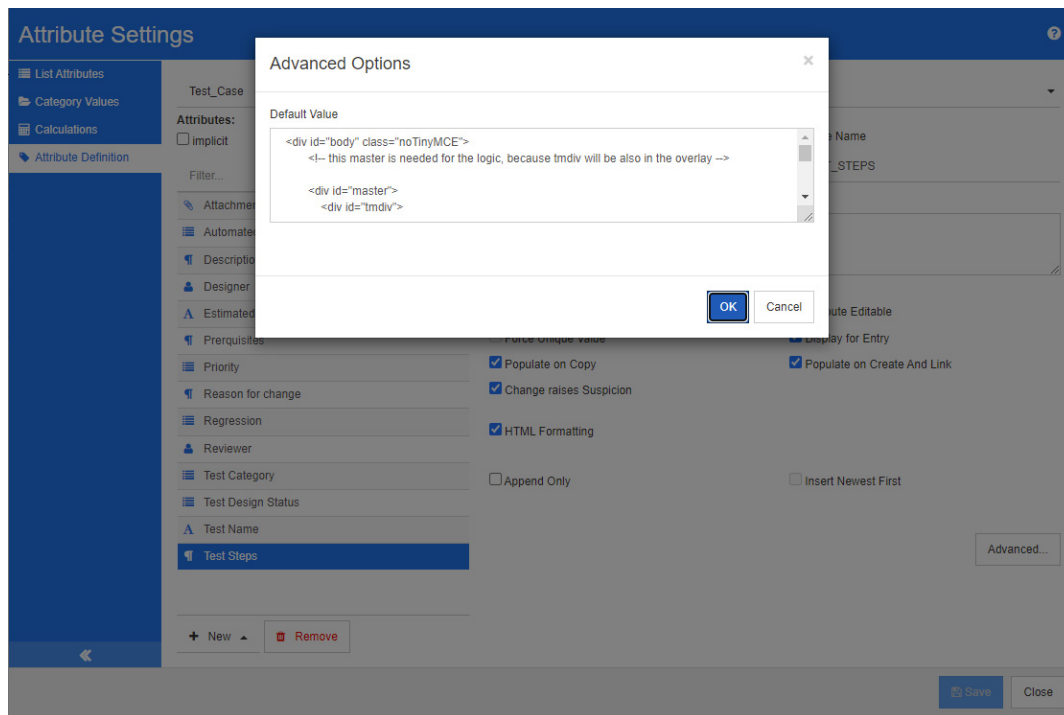 Attribute Settings
List Attributes
Category Values
Calculations
Attribute Definition
Test_Case
Attributes:
implicit
Filter...
Attachme
Automate
Descriptio
Designer
Estimated
Prerquisites
Priority
Reason for change
Regression
Reviewer
Test Category
Test Design Status
Test Name
Test Steps
+ New
Remove
Advanced Options
×
Default Value
<div id="body" class="noTinyMCE">
<!-- this master is needed for the logic, because tmdiv will be also in the overlay -->
<div id="master">
<div id="tmdiv">
OK
Cancel
Name
_STEPS
ute Editable
Force Unique Value
Display for Entry
Populate on Copy
Populate on Create And Link
Change raises Suspicion
HTML Formatting
Append Only
Insert Newest First
Advanced...
Save
Close